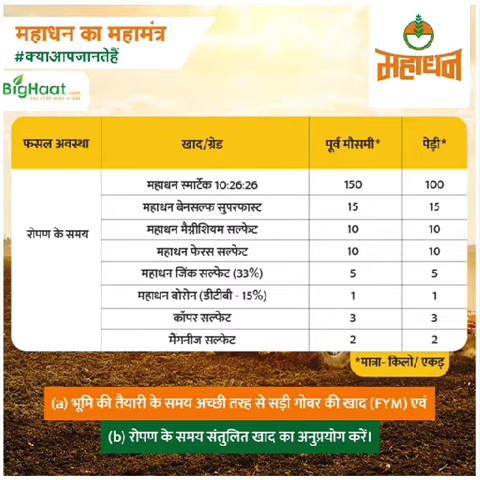 महाधन का महामंत्र
#क्याआपजानतेहैं
महाधन
BigHaat.com
फसल अवस्था खाद/ग्रेड पूर्व मौसमी* पेड़ी*
रोपण के समय
महाधन स्मार्टेक 10:26:26 150 100
महाधन बेनसल्फ सुपरफास्ट 15 15
महाधन मैग्नीशियम सल्फेट 10 10
महाधन फेरस सल्फेट 10 10
महाधन जिंक सल्फेट (33%) 5 5
महाधन बोरोन (डीटीबी - 15%) 1 1
कॉपर सल्फेट 3 3
मैंगनीज सल्फेट 2 2
*मात्रा- किलो/ एकड़
(a) भूमि की तैयारी के समय अच्छी तरह से सड़ी गोबर की खाद (FYM) एवं
(b) रोपण के समय संतुलित खाद का अनुप्रयोग करें।